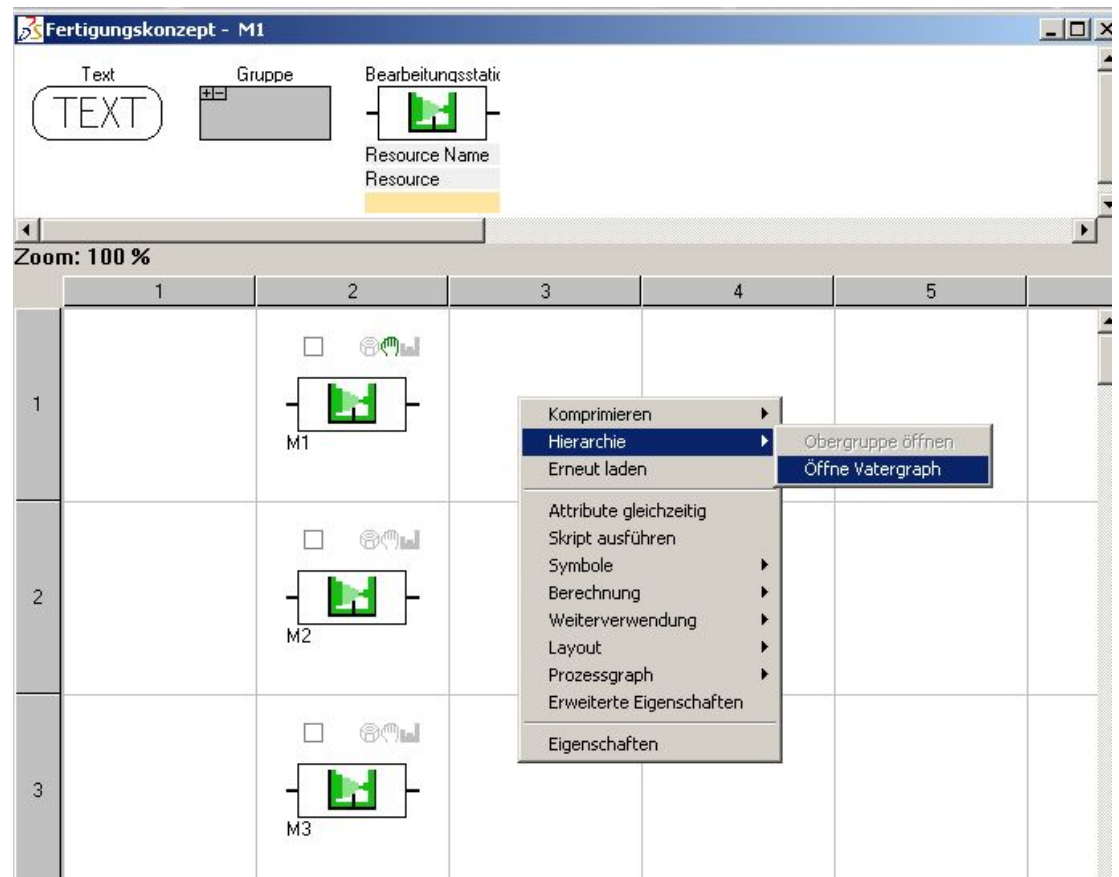 Fertigungskonzept - M1
Text
Gruppe
Bearbeitungsstatic
TEXT
Resource Name
Resource
Zoom: 100 %
1 2 3 4 5
1
M1
2
M2
3
M3
Komprimieren
Hierarchie
Erneut laden
Attribute gleichzeitig
Skript ausführen
Symbole
Berechnung
Weiterverwendung
Layout
Prozessgraph
Erweiterte Eigenschaften
Eigenschaften
Obergruppe öffnen
Öffne Vatergraph